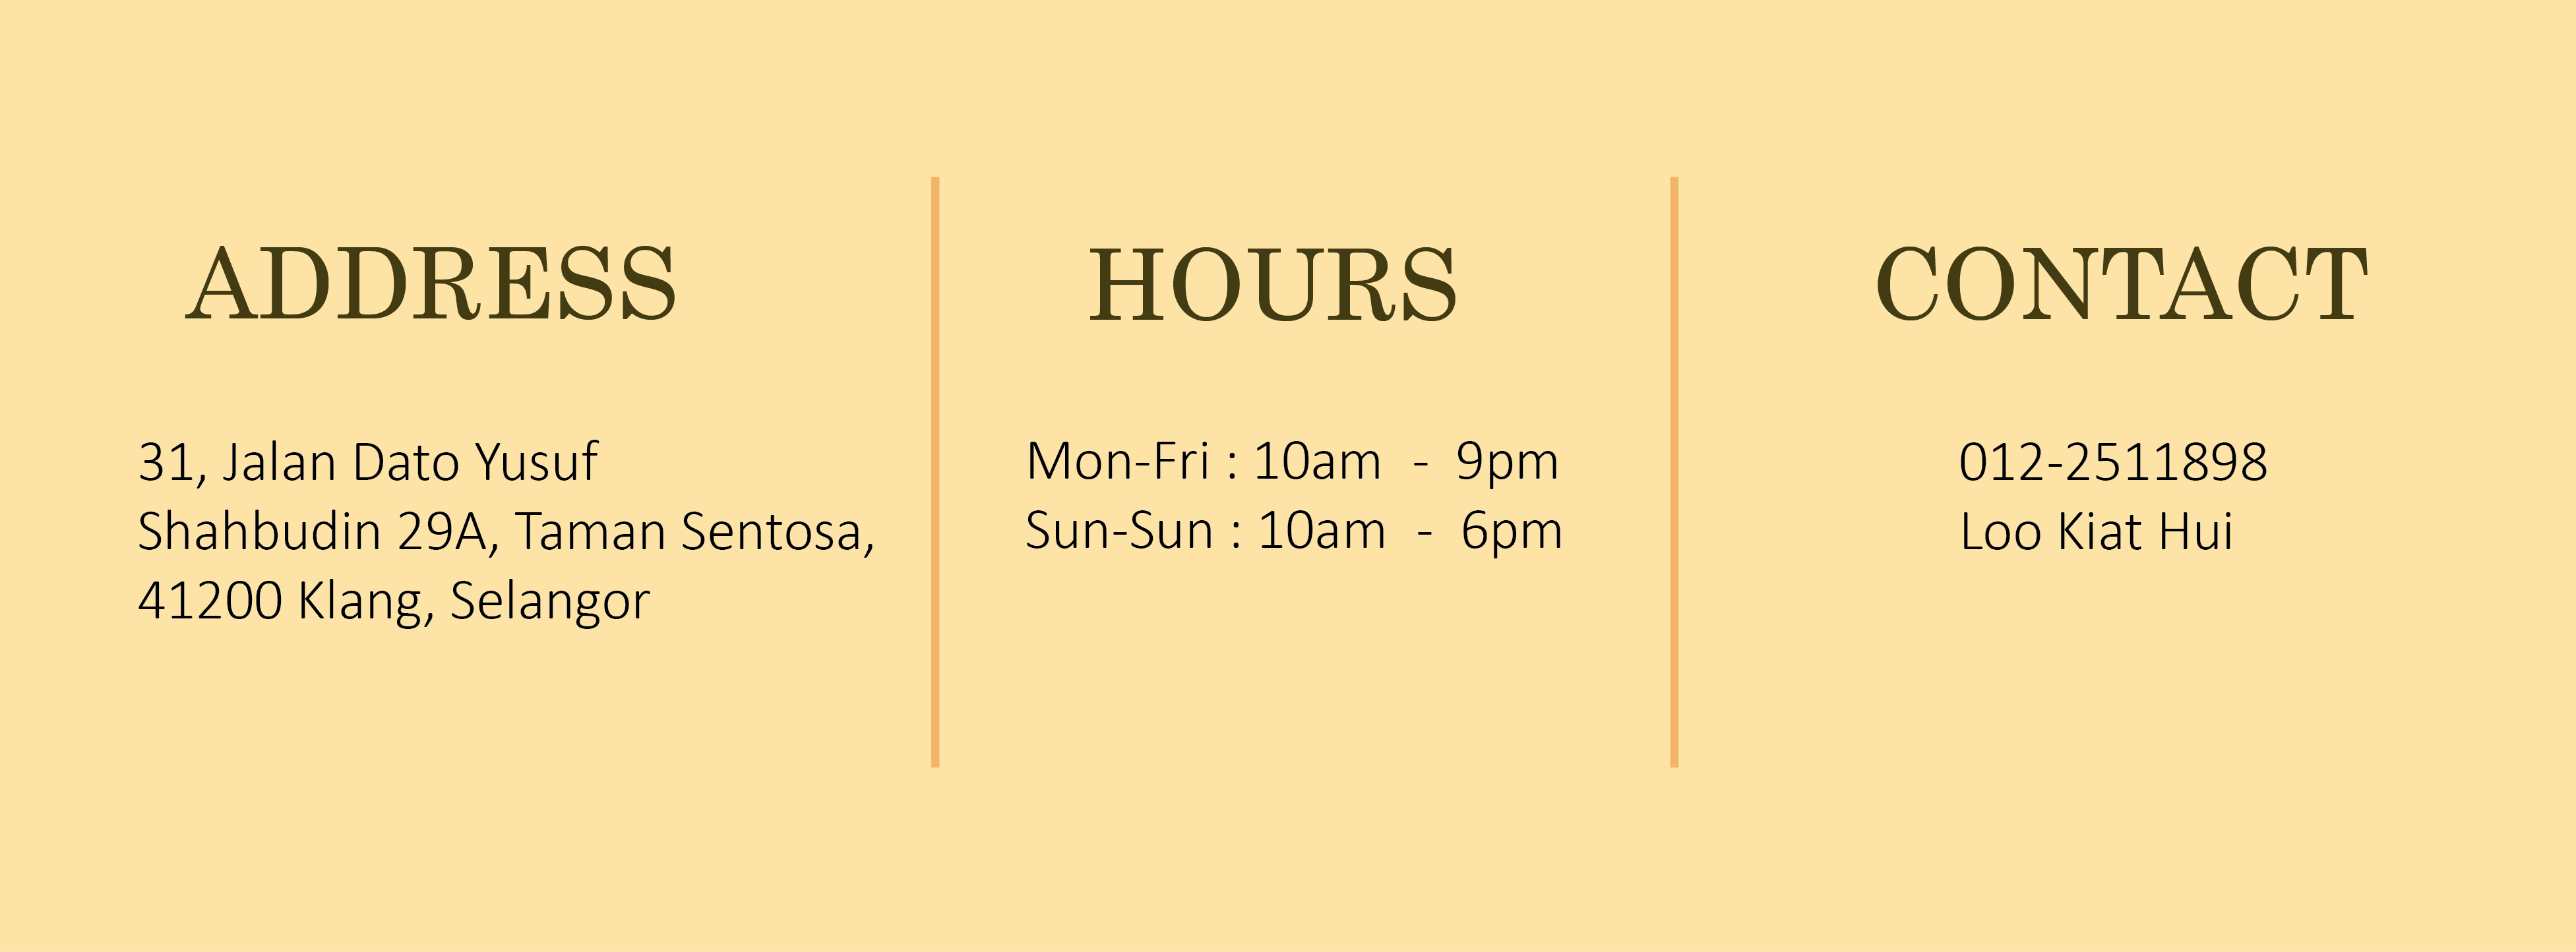 ADDRESS
31, Jalan Dato Yusuf
Shahbudin 29A, Taman Sentosa,
41200 Klang, Selangor
HOURS
Mon-Fri : 10am  -  9pm
Sun-Sun : 10am  -  6pm
CONTACT
012-2511898
Loo Kiat Hui